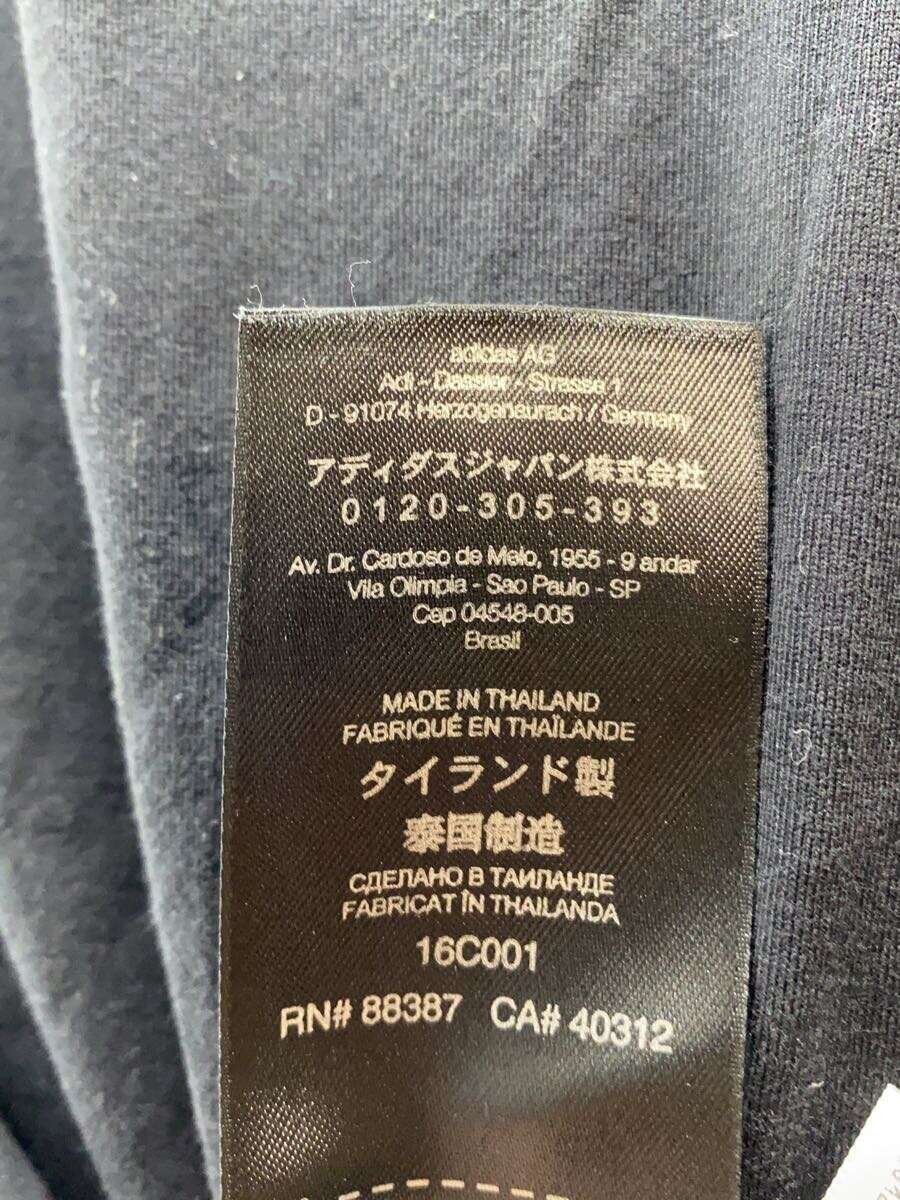 adidas AG
Adi - Dassler - Strasse 1
D - 91074 Herzogenaurach / Germany
アディダスジャパン株式会社
0120-305-393
Av. Dr. Cardoso de Melo, 1955 - 9 andar
Vila Olimpia - Sao Paulo - SP
Cep 04548-005
Brasil
MADE IN THAILAND
FABRIQUÉ EN THAÏLANDE
タイランド製
泰国制造
СДЕЛАНО В ТАИЛАНДЕ
FABRICAT ÎN THAILANDA
16C001
RN# 88387 CA# 40312